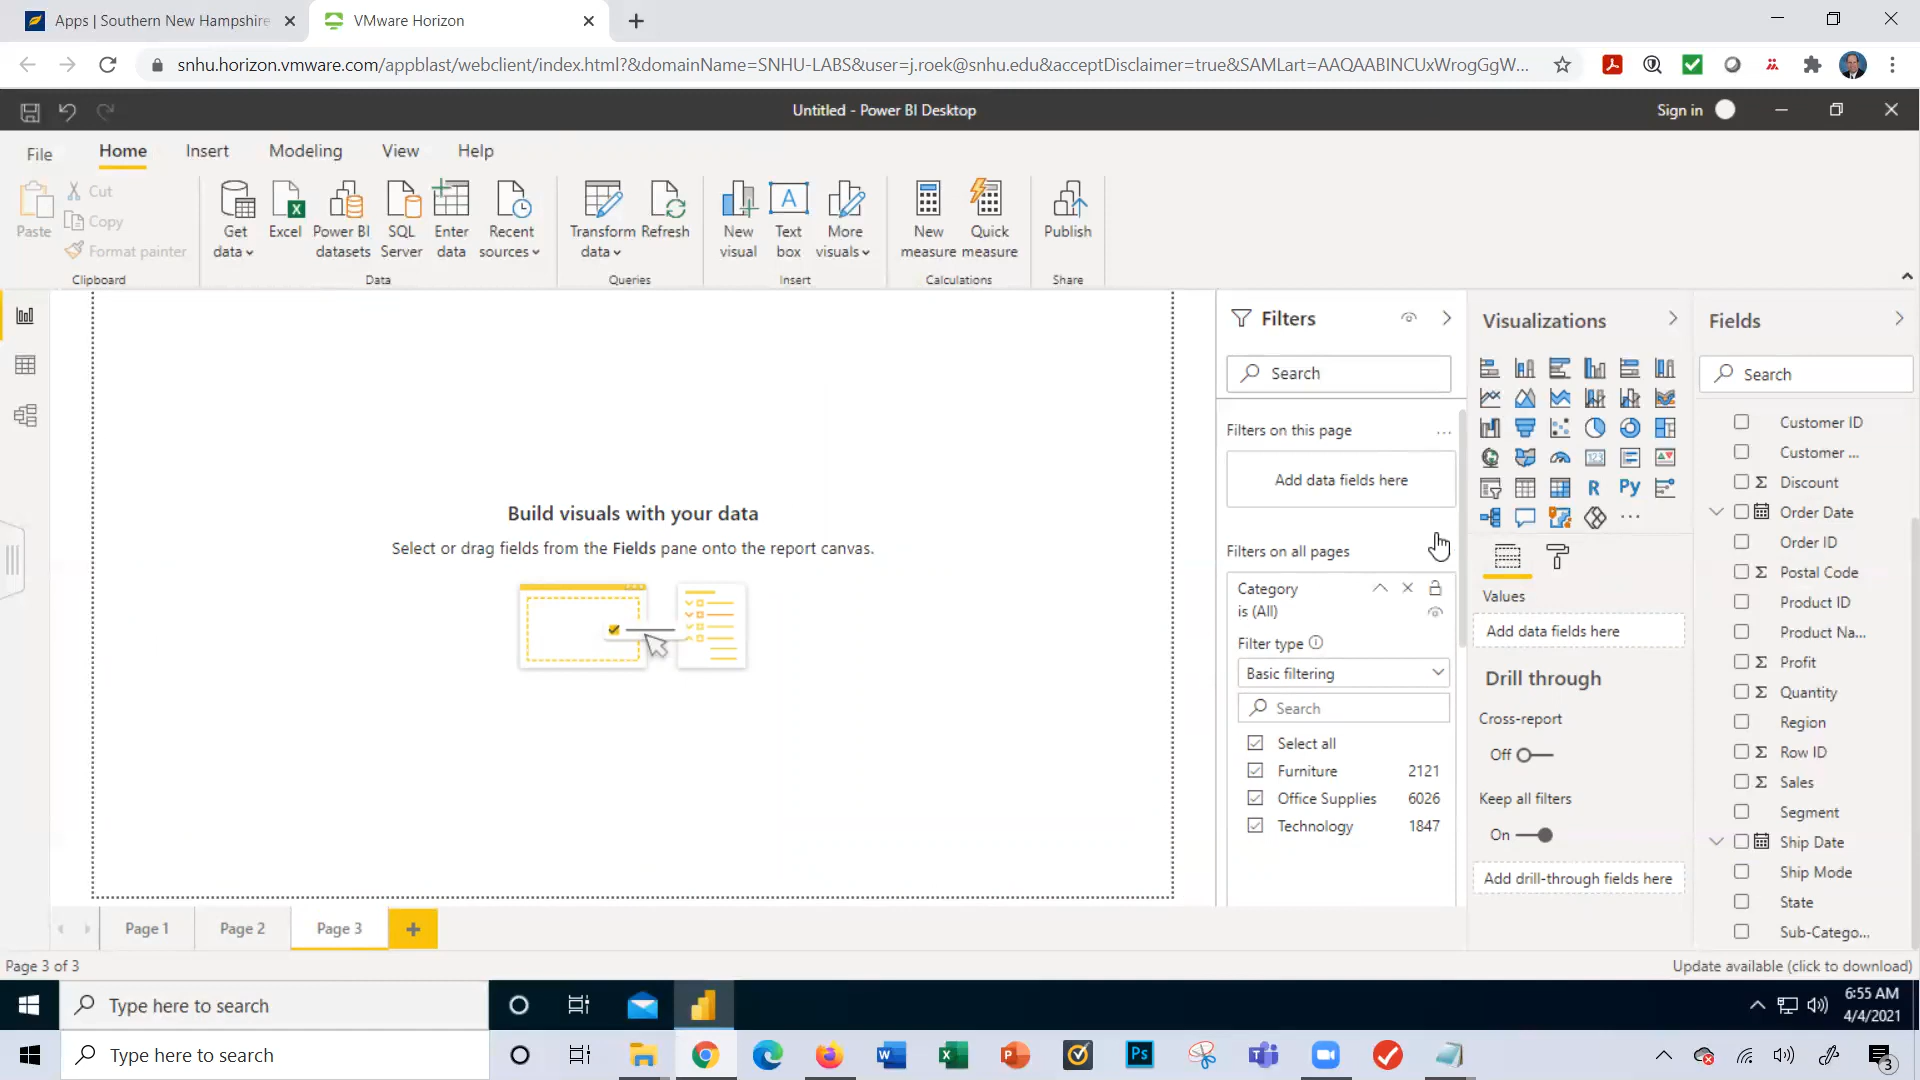 Apps | Southern New Hampshire
VMware Horizon
snhu.horizon.vmware.com/appblast/webclient/index.html?&domainName=SNHU-LABS&user=j.roek@snhu.edu&acceptDisclaimer=true&SAMLart=AAQAABINCUxWrogGgW...
Untitled - Power BI Desktop
Sign in
File
Home
Insert
Modeling
View
Help
Paste
Cut
Copy
Format painter
Clipboard
Get data
Excel
Power BI datasets
SQL Server
Enter data
Recent sources
Data
Transform data
Refresh
Queries
New visual
A
Text box
More visuals
Insert
New measure
Quick measure
Calculations
Publish
Share
Build visuals with your data
Select or drag fields from the Fields pane onto the report canvas.
Filters
Search
Filters on this page
...
Add data fields here
Filters on all pages
Category
is (All)
Filter type
Basic filtering
Search
Select all
Furniture 2121
Office Supplies 6026
Technology 1847
Visualizations
123
R
Py
...
Values
Add data fields here
Drill through
Cross-report
Off
Keep all filters
On
Add drill-through fields here
Fields
Search
Customer ID
Customer ...
Σ Discount
Order Date
Order ID
Σ Postal Code
Product ID
Product Na...
Σ Profit
Σ Quantity
Region
Σ Row ID
Σ Sales
Segment
Ship Date
Ship Mode
State
Sub-Catego...
Page 1
Page 2
Page 3
+
Page 3 of 3
Update available (click to download)
Type here to search
6:55 AM
4/4/2021
Type here to search
W
X
P
Ps
3